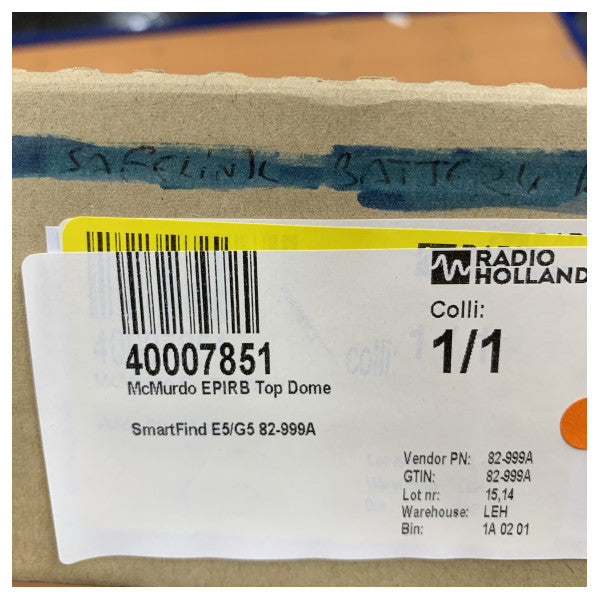 SAFELINK BATTERY
RADIO
HOLLAND
Colli:
1/1
40007851
McMurdo EPIRB Top Dome
SmartFind E5/G5 82-999A
Vendor PN: 82-999A
GTIN: 82-999A
Lot nr: 15,14
Warehouse: LEH
Bin: 1A 02 01